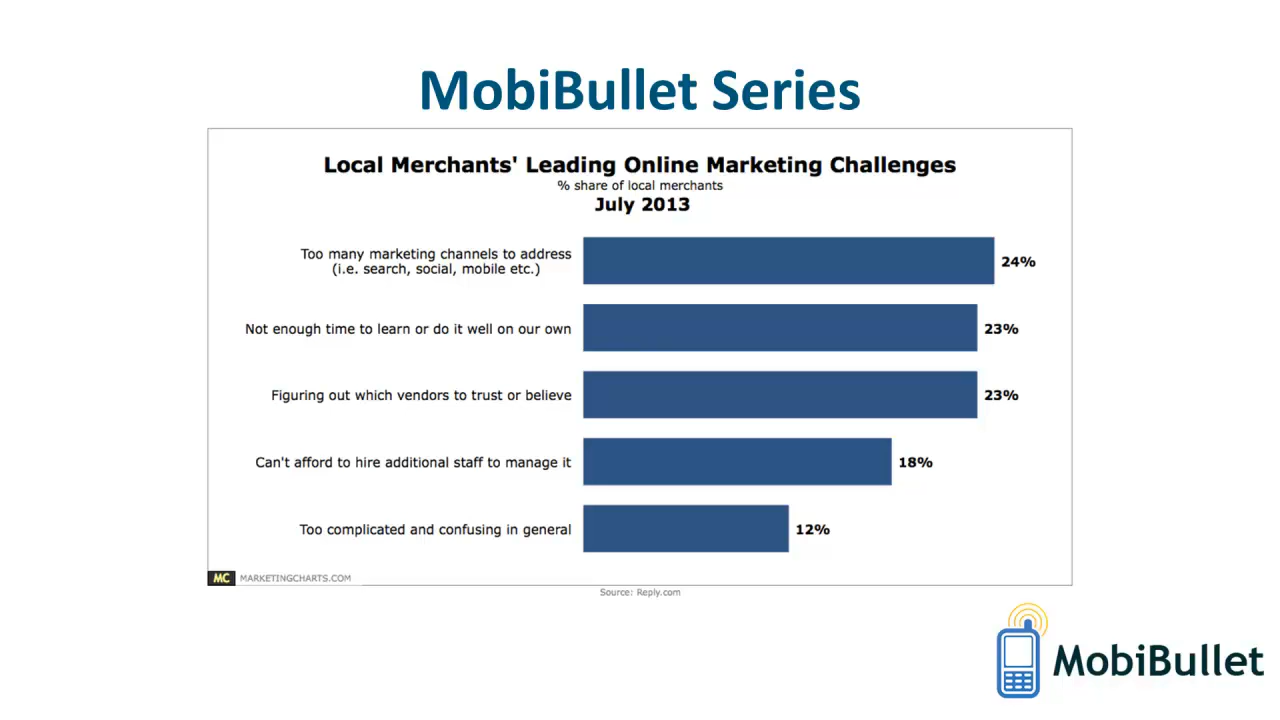 MobiBullet Series
Local Merchants' Leading Online Marketing Challenges
% share of local merchants
July 2013
Too many marketing channels to address
(i.e. search, social, mobile etc.)
24%
Not enough time to learn or do it well on our own
23%
Figuring out which vendors to trust or believe
23%
Can't afford to hire additional staff to manage it
18%
Too complicated and confusing in general
12%
MC MARKETINGCHARTS.COM
Source: Reply.com
MobiBullet